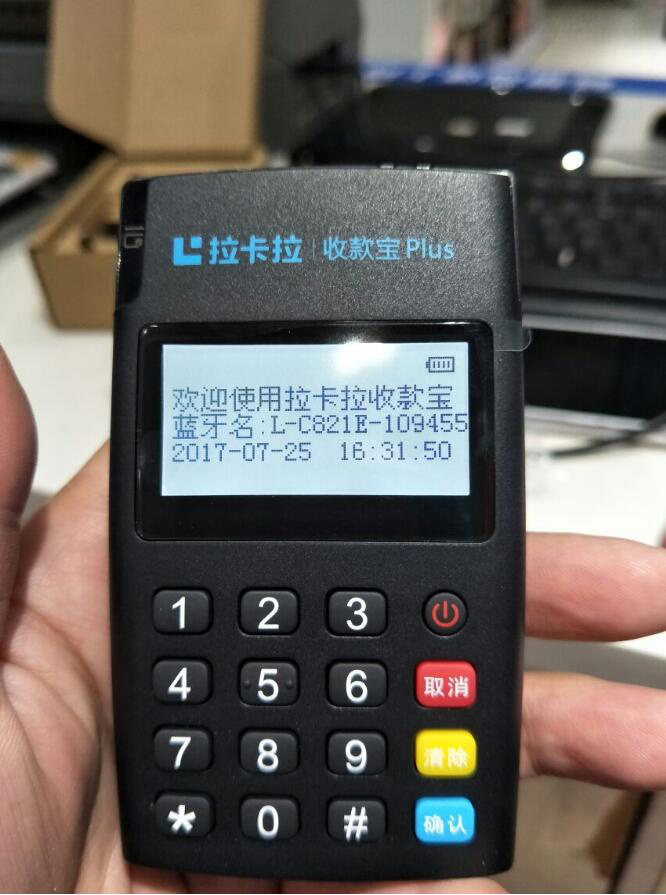 拉卡拉 | 收款宝 Plus
欢迎使用拉卡拉收款宝
蓝牙名:L-C821E-109455
2017-07-25 16:31:50
1 2 3
4 5 6 取消
7 8 9 清除
* 0 # 确认